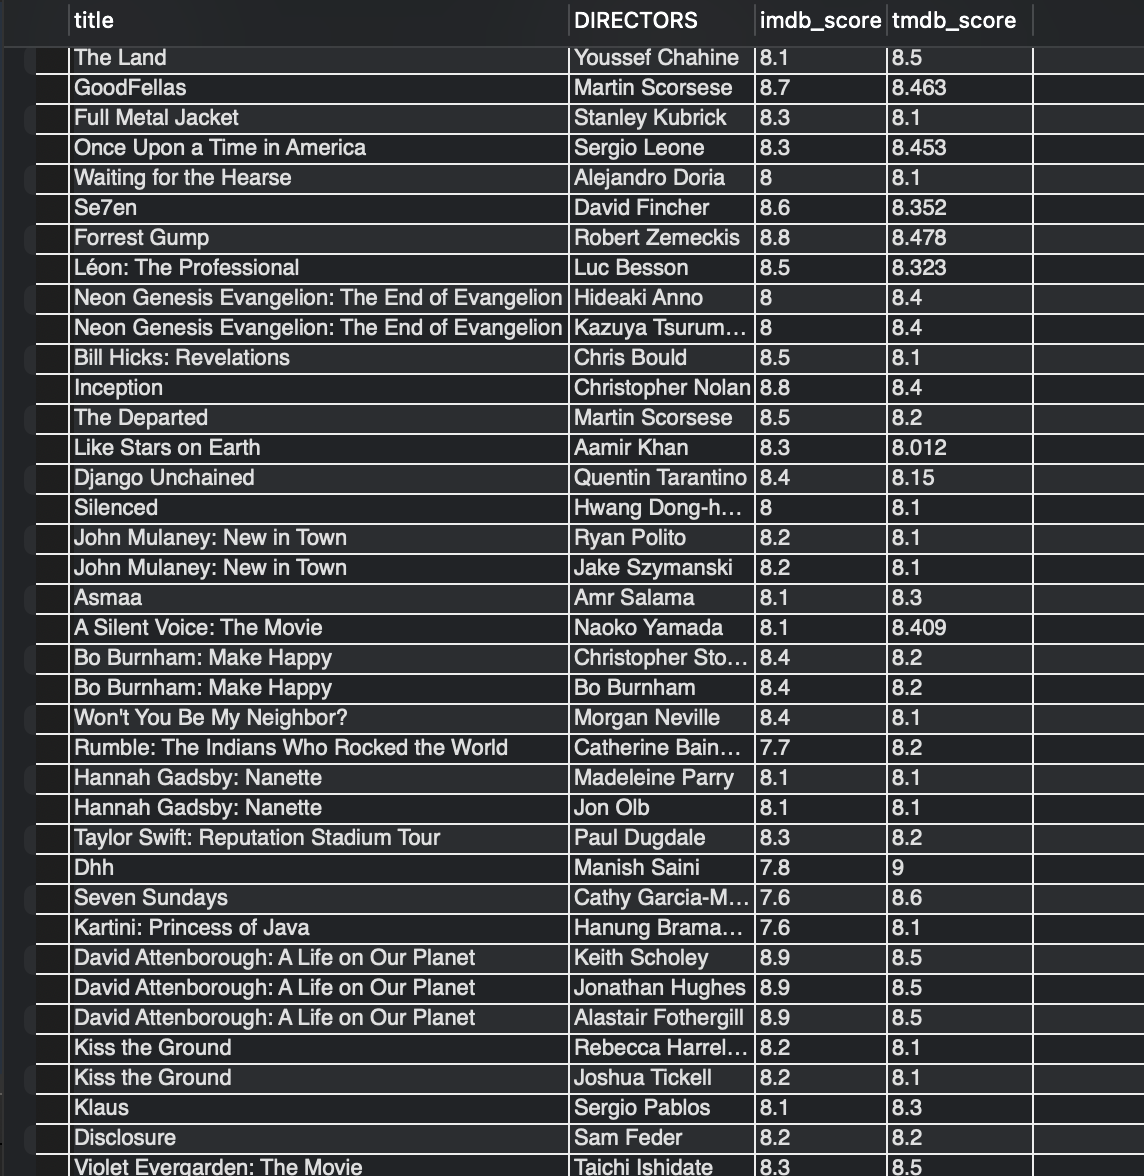 title DIRECTORS imdb_score tmdb_score
The Land Youssef Chahine 8.1 8.5
GoodFellas Martin Scorsese 8.7 8.463
Full Metal Jacket Stanley Kubrick 8.3 8.1
Once Upon a Time in America Sergio Leone 8.3 8.453
Waiting for the Hearse Alejandro Doria 8 8.1
Se7en David Fincher 8.6 8.352
Forrest Gump Robert Zemeckis 8.8 8.478
Léon: The Professional Luc Besson 8.5 8.323
Neon Genesis Evangelion: The End of Evangelion Hideaki Anno 8 8.4
Neon Genesis Evangelion: The End of Evangelion Kazuya Tsurum... 8 8.4
Bill Hicks: Revelations Chris Bould 8.5 8.1
Inception Christopher Nolan 8.8 8.4
The Departed Martin Scorsese 8.5 8.2
Like Stars on Earth Aamir Khan 8.3 8.012
Django Unchained Quentin Tarantino 8.4 8.15
Silenced Hwang Dong-h... 8 8.1
John Mulaney: New in Town Ryan Polito 8.2 8.1
John Mulaney: New in Town Jake Szymanski 8.2 8.1
Asmaa Amr Salama 8.1 8.3
A Silent Voice: The Movie Naoko Yamada 8.1 8.409
Bo Burnham: Make Happy Christopher Sto... 8.4 8.2
Bo Burnham: Make Happy Bo Burnham 8.4 8.2
Won't You Be My Neighbor? Morgan Neville 8.4 8.1
Rumble: The Indians Who Rocked the World Catherine Bain... 7.7 8.2
Hannah Gadsby: Nanette Madeleine Parry 8.1 8.1
Hannah Gadsby: Nanette Jon Olb 8.1 8.1
Taylor Swift: Reputation Stadium Tour Paul Dugdale 8.3 8.2
Dhh Manish Saini 7.8 9
Seven Sundays Cathy Garcia-M... 7.6 8.6
Kartini: Princess of Java Hanung Brama... 7.6 8.1
David Attenborough: A Life on Our Planet Keith Scholey 8.9 8.5
David Attenborough: A Life on Our Planet Jonathan Hughes 8.9 8.5
David Attenborough: A Life on Our Planet Alastair Fothergill 8.9 8.5
Kiss the Ground Rebecca Harrel... 8.2 8.1
Kiss the Ground Joshua Tickell 8.2 8.1
Klaus Sergio Pablos 8.1 8.3
Disclosure Sam Feder 8.2 8.2
Violet Evergarden: The Movie Taichi Ishidate 8.3 8.5